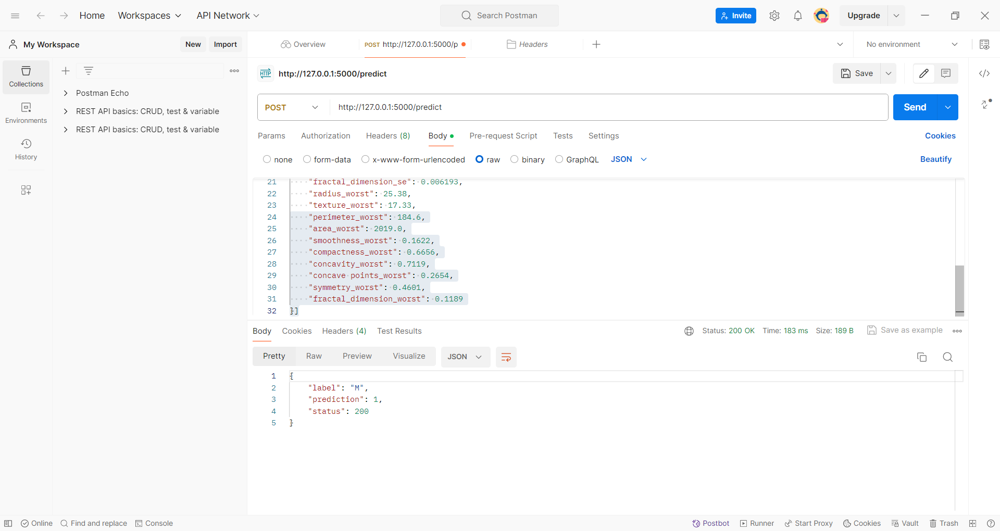 Home Workspaces API Network Search Postman Invite Upgrade
My Workspace New Import Overview POST http://127.0.0.1:5000/p Headers No environment
Collections
Environments
History
Postman Echo
REST API basics: CRUD, test & variable
REST API basics: CRUD, test & variable
HTTP http://127.0.0.1:5000/predict Save
POST http://127.0.0.1:5000/predict Send
Params Authorization Headers (8) Body Pre-request Script Tests Settings Cookies
none form-data x-www-form-urlencoded raw binary GraphQL JSON Beautify
21 "fractal_dimension_se": 0.006193,
22 "radius_worst": 25.38,
23 "texture_worst": 17.33,
24 "perimeter_worst": 184.6,
25 "area_worst": 2019.0,
26 "smoothness_worst": 0.1622,
27 "compactness_worst": 0.6656,
28 "concavity_worst": 0.7119,
29 "concave points_worst": 0.2654,
30 "symmetry_worst": 0.4601,
31 "fractal_dimension_worst": 0.1189
32 }]
Body Cookies Headers (4) Test Results Status: 200 OK Time: 183 ms Size: 189 B Save as example
Pretty Raw Preview Visualize JSON
1 {
2 "label": "M",
3 "prediction": 1,
4 "status": 200
5 }
Online Find and replace Console Postbot Runner Start Proxy Cookies Vault Trash